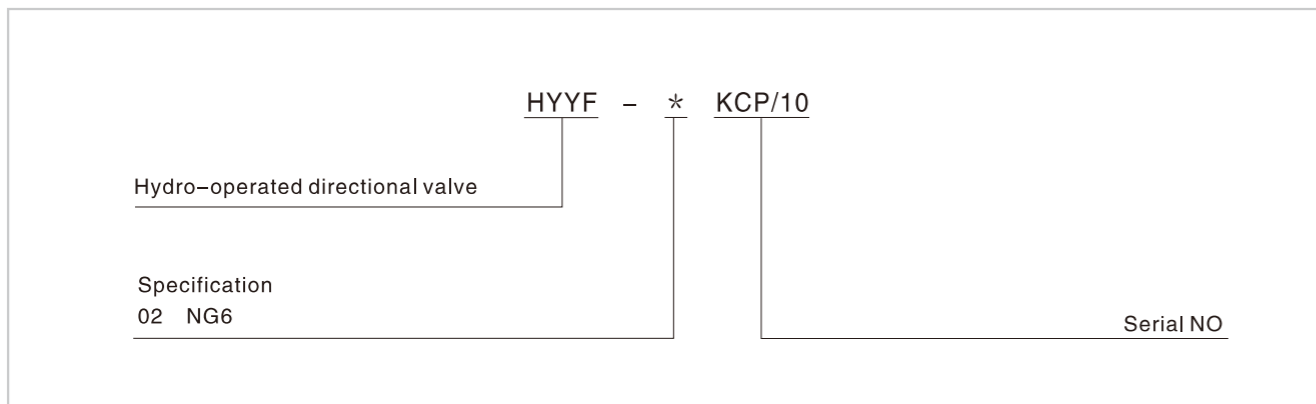 HYYF – * KCP/10
Hydro–operated directional valve
Specification
02 NG6
Serial NO